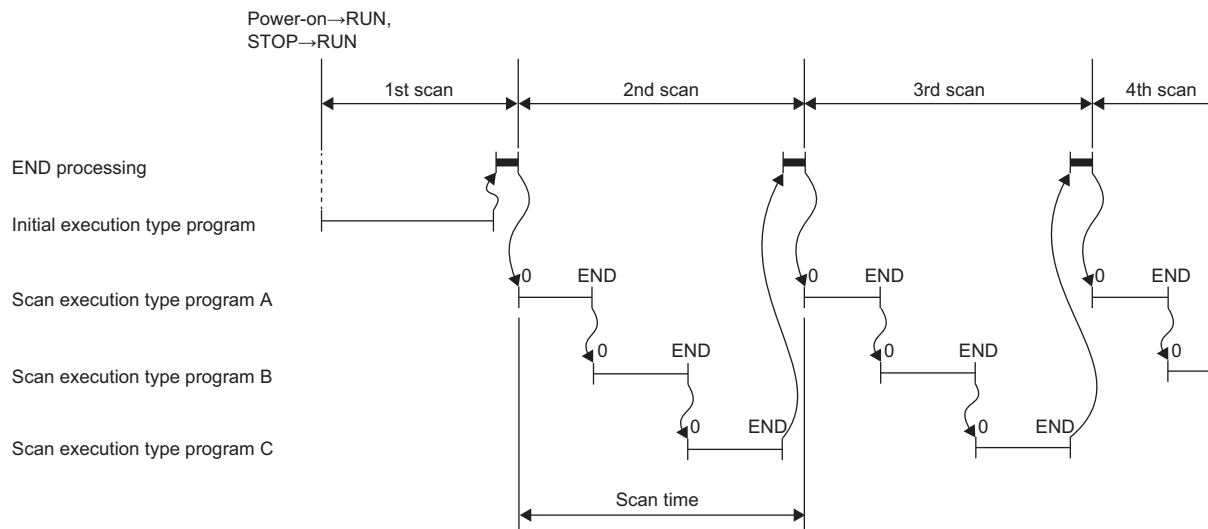 Power-on→RUN,
STOP→RUN
1st scan
2nd scan
3rd scan
4th scan
END processing
Initial execution type program
0
END
0
END
0
Scan execution type program A
0
END
0
END
0
Scan execution type program B
0
END
0
END
Scan execution type program C
Scan time